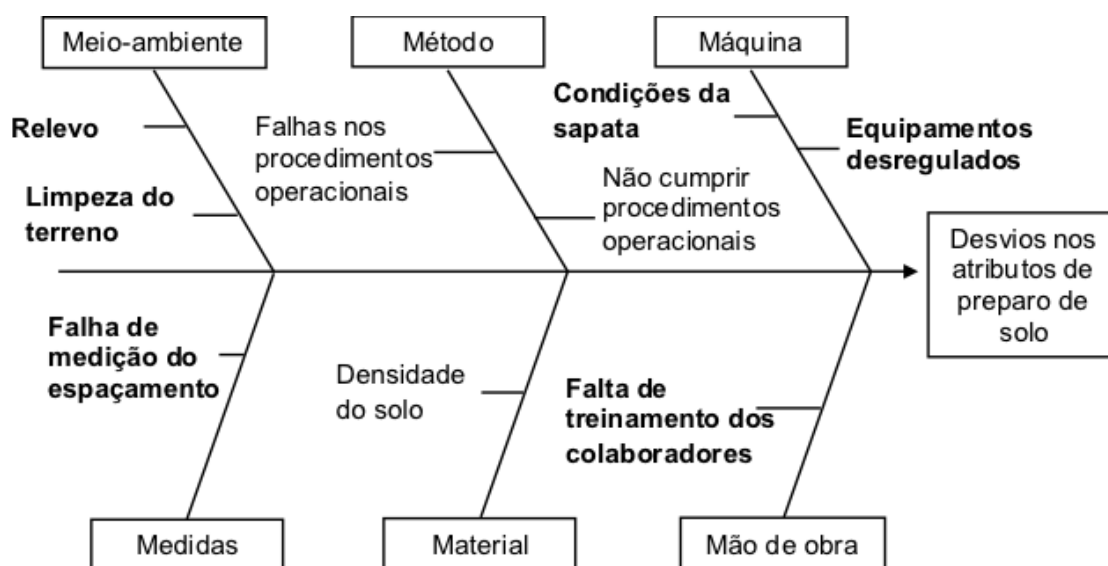 Meio-ambiente
Método
Máquina
Relevo
Limpeza do
terreno
Falhas nos
procedimentos
operacionais
Condições da
sapata
Não cumprir
procedimentos
operacionais
Equipamentos
desregulados
Desvios nos
atributos de
preparo de
solo
Falha de
medição do
espaçamento
Densidade
do solo
Falta de
treinamento dos
colaboradores
Medidas
Material
Mão de obra